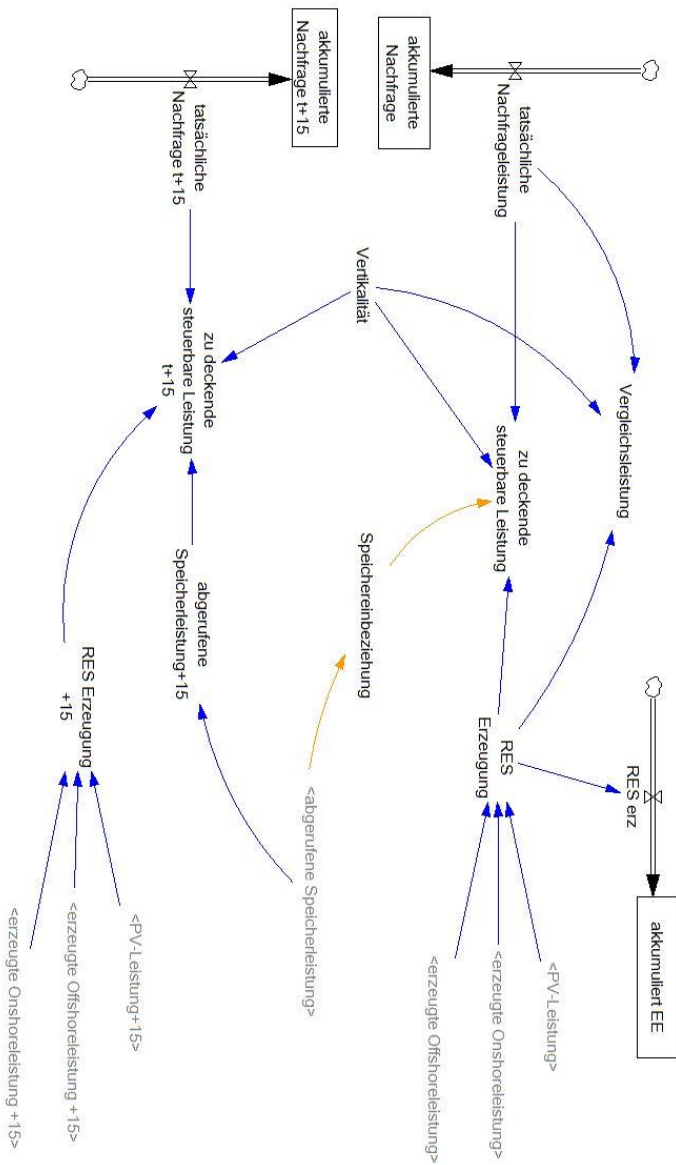 akkumuliert EE
RES erz
Vergleichsleistung
tatsächliche
Nachfrageleistung
zu deckende
steuerbare Leistung
RES
Erzeugung
<PV-Leistung>
<erzeugte Onshoreleistung>
<erzeugte Offshoreleistung>
akkumulierte
Nachfrage
Vertikalität
Speichereinbeziehung
<abgerufene Speicherleistung>
akkumulierte
Nachfrage t+15
tatsächliche
Nachfrage t+15
zu deckende
steuerbare Leistung
t+15
abgerufene
Speicherleistung+15
RES Erzeugung
+15
<PV-Leistung+15>
<erzeugte Offshoreleistung +15>
<erzeugte Onshoreleistung +15>